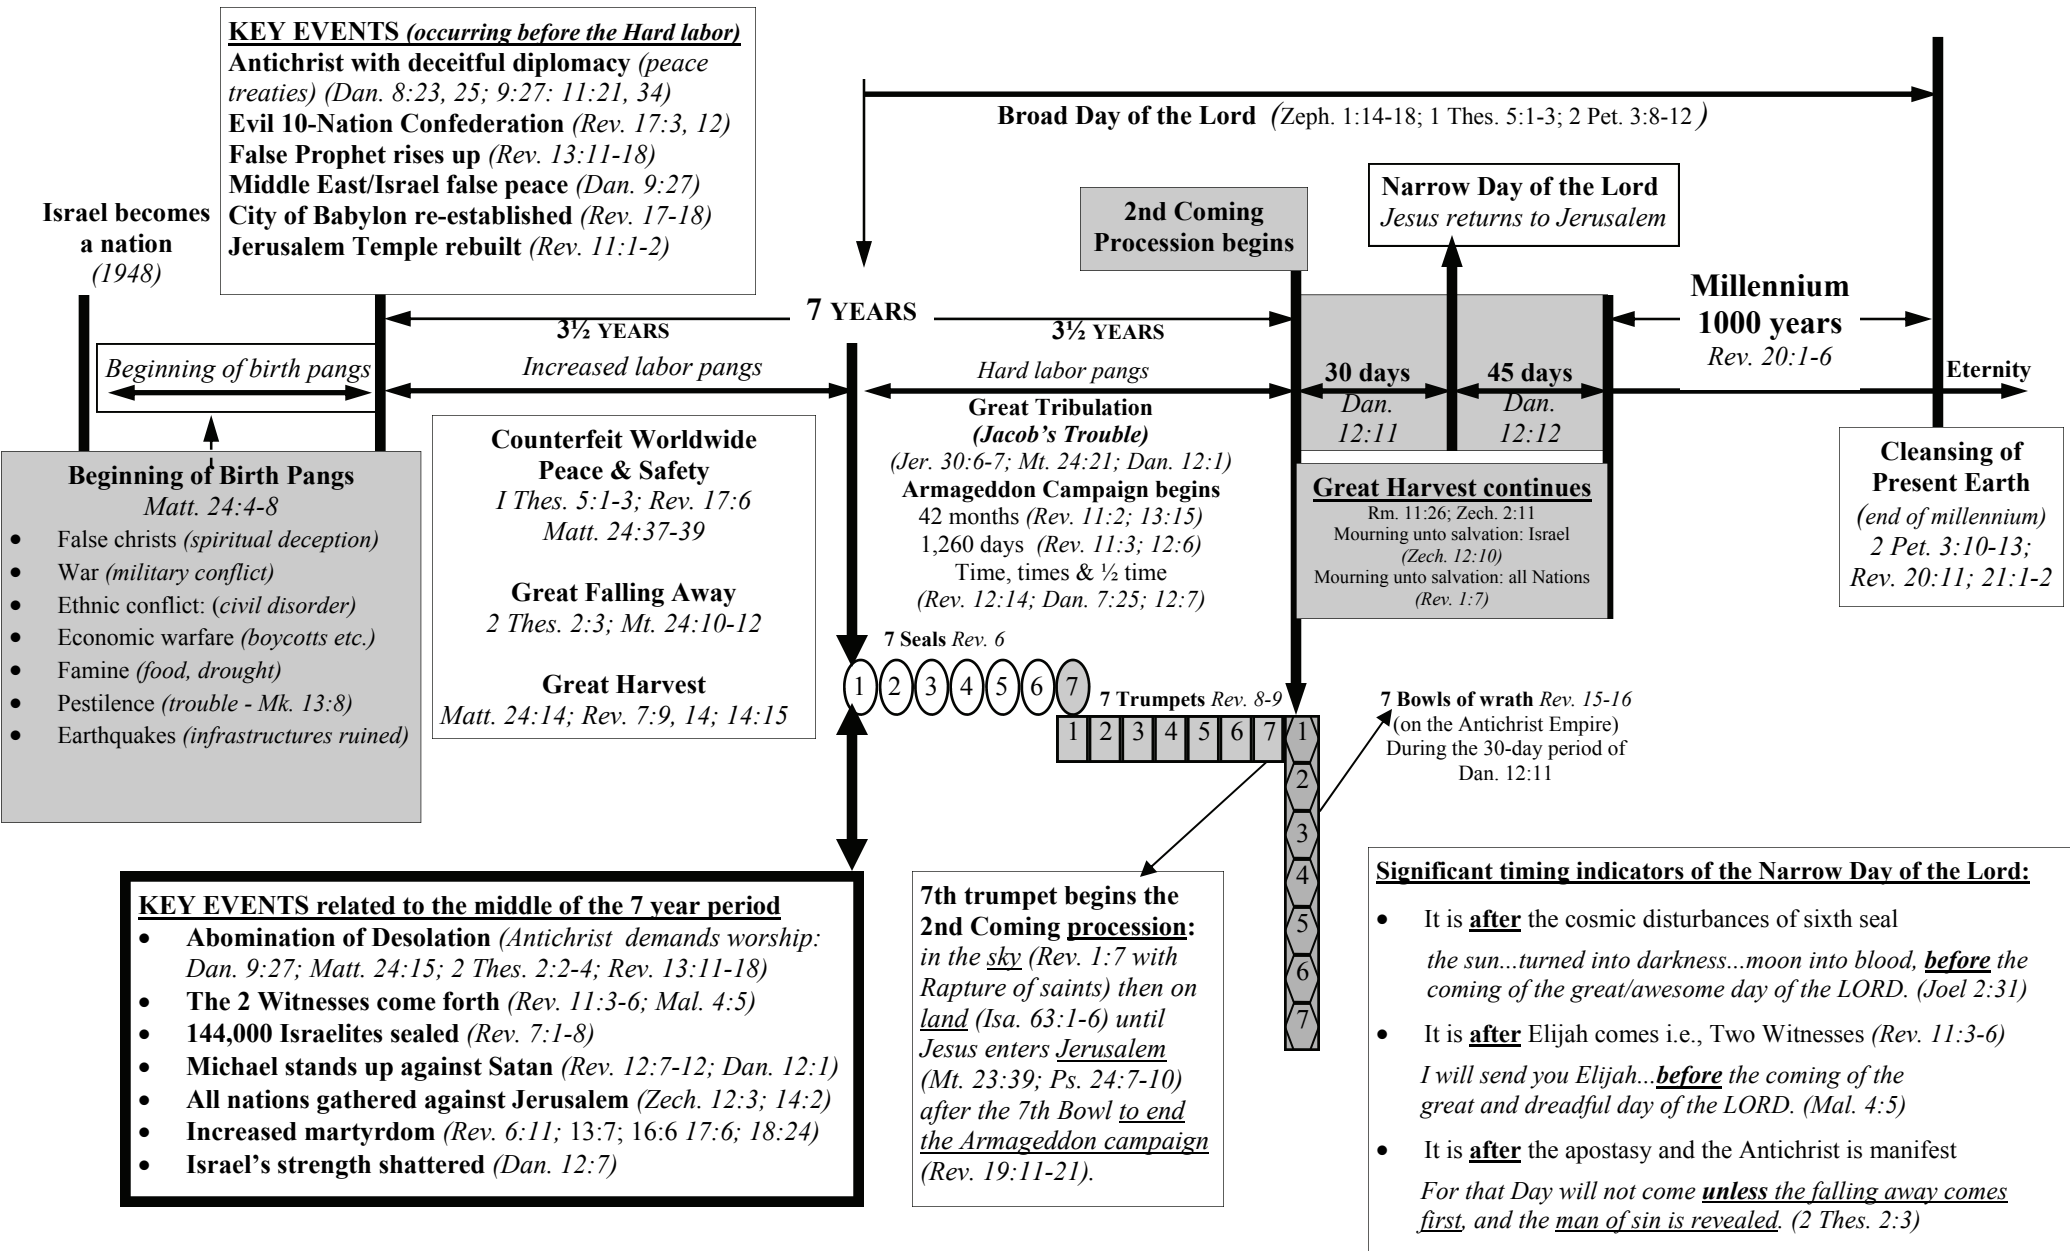 KEY EVENTS (occurring before the Hard labor)
Antichrist with deceitful diplomacy (peace
treaties) (Dan. 8:23, 25; 9:27: 11:21, 34)
Evil 10-Nation Confederation (Rev. 17:3, 12)
False Prophet rises up (Rev. 13:11-18)
Middle East/Israel false peace (Dan. 9:27)
City of Babylon re-established (Rev. 17-18)
Jerusalem Temple rebuilt (Rev. 11:1-2)
Israel becomes
a nation
(1948)
Broad Day of the Lord (Zeph. 1:14-18; 1 Thes. 5:1-3; 2 Pet. 3:8-12 )
2nd Coming
Procession begins
Narrow Day of the Lord
Jesus returns to Jerusalem
7 YEARS
3½ YEARS
3½ YEARS
Millennium
1000 years
Rev. 20:1-6
Beginning of birth pangs
Increased labor pangs
Hard labor pangs
30 days
Dan.
12:11
45 days
Dan.
12:12
Eternity
Beginning of Birth Pangs
Matt. 24:4-8
• False christs (spiritual deception)
• War (military conflict)
• Ethnic conflict: (civil disorder)
• Economic warfare (boycotts etc.)
• Famine (food, drought)
• Pestilence (trouble - Mk. 13:8)
• Earthquakes (infrastructures ruined)
Counterfeit Worldwide
Peace & Safety
I Thes. 5:1-3; Rev. 17:6
Matt. 24:37-39
Great Falling Away
2 Thes. 2:3; Mt. 24:10-12
Great Harvest
Matt. 24:14; Rev. 7:9, 14; 14:15
Great Tribulation
(Jacob's Trouble)
(Jer. 30:6-7; Mt. 24:21; Dan. 12:1)
Armageddon Campaign begins
42 months (Rev. 11:2; 13:15)
1,260 days (Rev. 11:3; 12:6)
Time, times & ½ time
(Rev. 12:14; Dan. 7:25; 12:7)
Great Harvest continues
Rm. 11:26; Zech. 2:11
Mourning unto salvation: Israel
(Zech. 12:10)
Mourning unto salvation: all Nations
(Rev. 1:7)
Cleansing of
Present Earth
(end of millennium)
2 Pet. 3:10-13;
Rev. 20:11; 21:1-2
7 Seals Rev. 6
1 2 3 4 5 6 7
7 Trumpets Rev. 8-9
1 2 3 4 5 6 7
1
2
3
4
5
6
7
7 Bowls of wrath Rev. 15-16
(on the Antichrist Empire)
During the 30-day period of
Dan. 12:11
KEY EVENTS related to the middle of the 7 year period
• Abomination of Desolation (Antichrist demands worship:
Dan. 9:27; Matt. 24:15; 2 Thes. 2:2-4; Rev. 13:11-18)
• The 2 Witnesses come forth (Rev. 11:3-6; Mal. 4:5)
• 144,000 Israelites sealed (Rev. 7:1-8)
• Michael stands up against Satan (Rev. 12:7-12; Dan. 12:1)
• All nations gathered against Jerusalem (Zech. 12:3; 14:2)
• Increased martyrdom (Rev. 6:11; 13:7; 16:6 17:6; 18:24)
• Israel's strength shattered (Dan. 12:7)
7th trumpet begins the
2nd Coming procession:
in the sky (Rev. 1:7 with
Rapture of saints) then on
land (Isa. 63:1-6) until
Jesus enters Jerusalem
(Mt. 23:39; Ps. 24:7-10)
after the 7th Bowl to end
the Armageddon campaign
(Rev. 19:11-21).
Significant timing indicators of the Narrow Day of the Lord:
• It is after the cosmic disturbances of sixth seal
the sun...turned into darkness...moon into blood, before the
coming of the great/awesome day of the LORD. (Joel 2:31)
• It is after Elijah comes i.e., Two Witnesses (Rev. 11:3-6)
I will send you Elijah...before the coming of the
great and dreadful day of the LORD. (Mal. 4:5)
• It is after the apostasy and the Antichrist is manifest
For that Day will not come unless the falling away comes
first, and the man of sin is revealed. (2 Thes. 2:3)